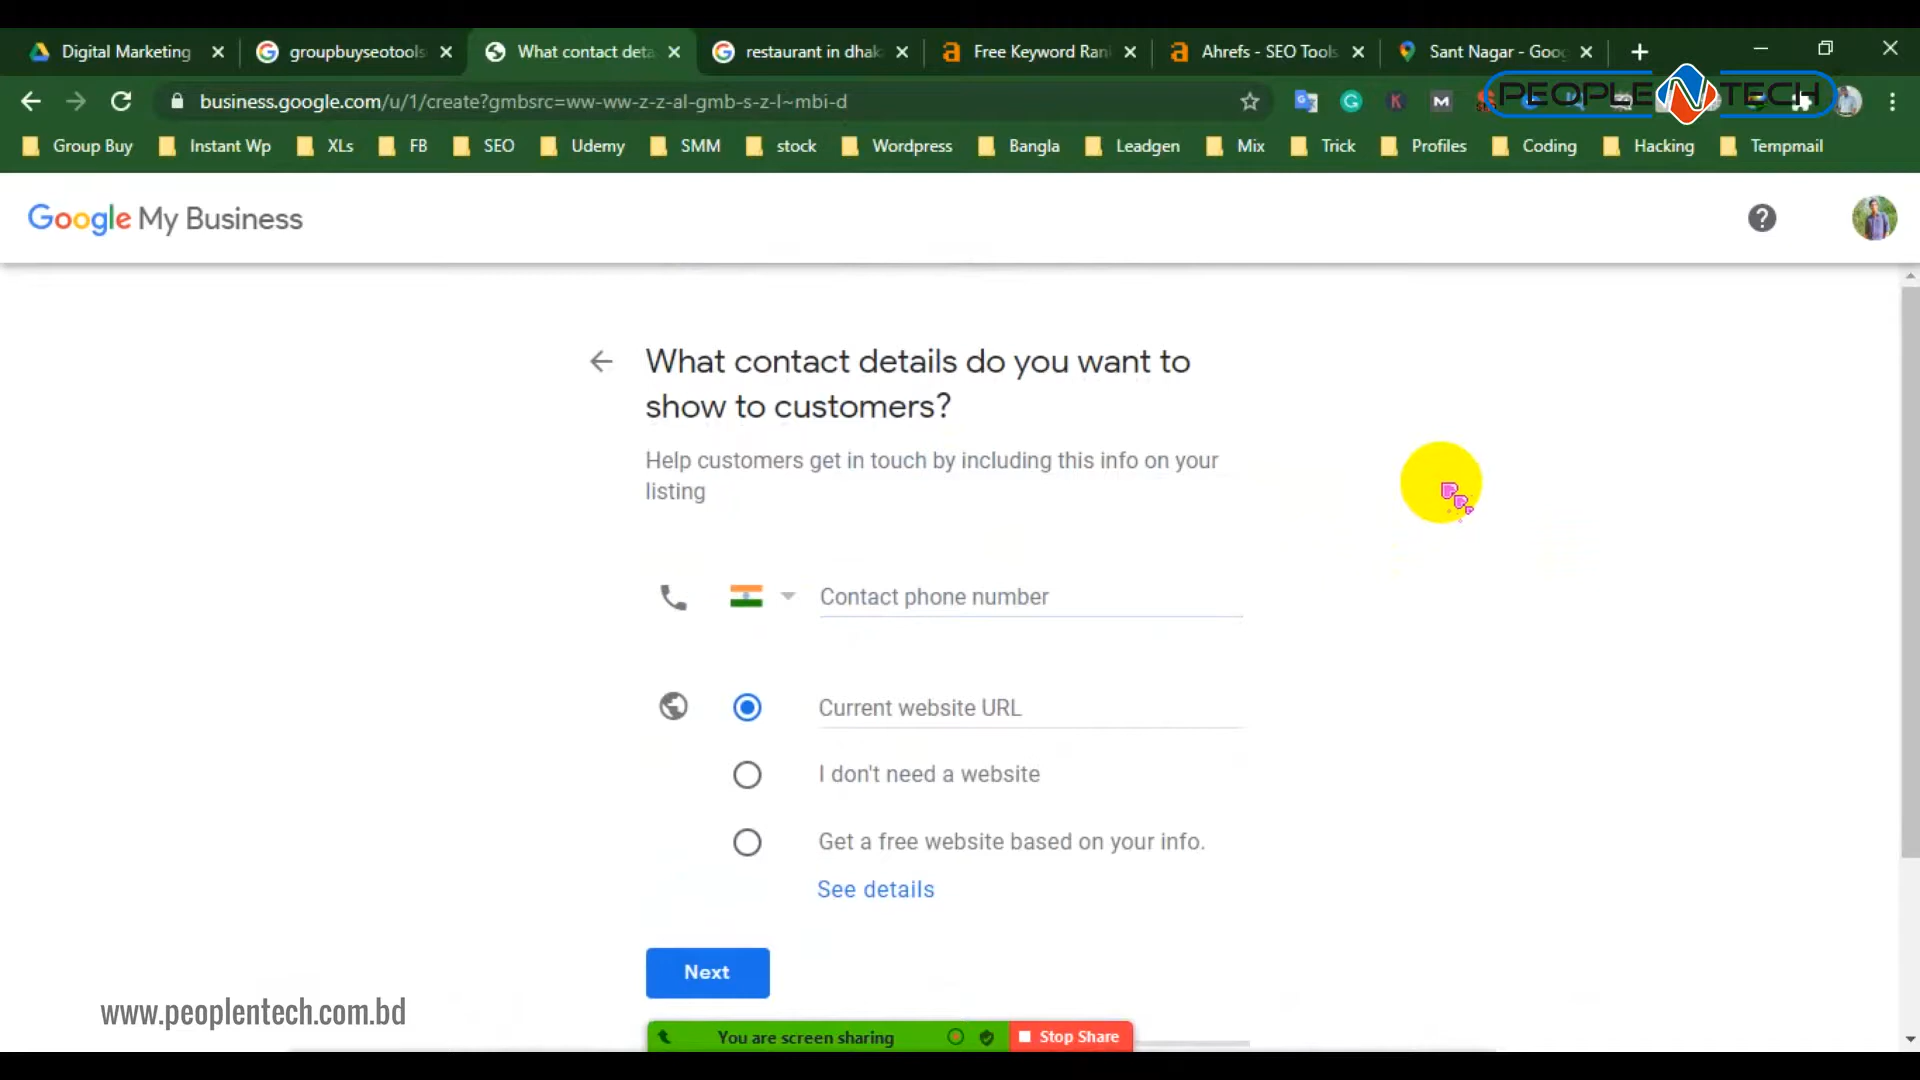 Digital Marketing
groupbuyseotools
What contact deta
restaurant in dhak
Free Keyword Ran
Ahrefs - SEO Tools
Sant Nagar - Goog
business.google.com/u/1/create?gmbsrc=ww-ww-z-z-al-gmb-s-z-l~mbi-d
PEOPLE N TECH
Group Buy
Instant Wp
XLs
FB
SEO
Udemy
SMM
stock
Wordpress
Bangla
Leadgen
Mix
Trick
Profiles
Coding
Hacking
Tempmail
Google My Business
What contact details do you want to
show to customers?
Help customers get in touch by including this info on your
listing
Contact phone number
Current website URL
I don't need a website
Get a free website based on your info.
See details
Next
www.peoplentech.com.bd
You are screen sharing
Stop Share